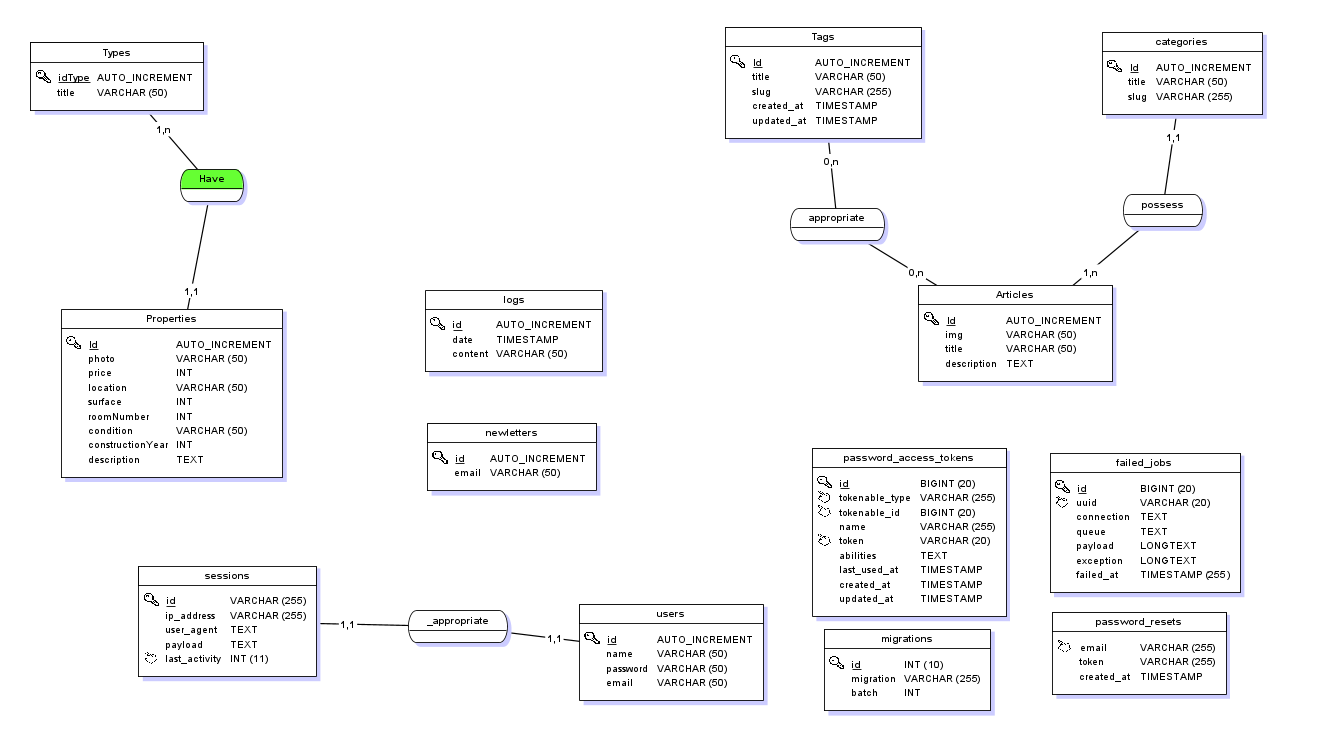 Types
idType AUTO_INCREMENT
title VARCHAR (50)
1,n
Have
1,1
Properties
Id AUTO_INCREMENT
photo VARCHAR (50)
price INT
location VARCHAR (50)
surface INT
roomNumber INT
condition VARCHAR (50)
constructionYear INT
description TEXT
Tags
Id AUTO_INCREMENT
title VARCHAR (50)
slug VARCHAR (255)
created_at TIMESTAMP
updated_at TIMESTAMP
0,n
appropriate
0,n
categories
Id AUTO_INCREMENT
title VARCHAR (50)
slug VARCHAR (255)
1,1
possess
1,n
Articles
Id AUTO_INCREMENT
img VARCHAR (50)
title VARCHAR (50)
description TEXT
logs
id AUTO_INCREMENT
date TIMESTAMP
content VARCHAR (50)
newletters
id AUTO_INCREMENT
email VARCHAR (50)
password_access_tokens
id BIGINT (20)
tokenable_type VARCHAR (255)
tokenable_id BIGINT (20)
name VARCHAR (255)
token VARCHAR (20)
abilities TEXT
last_used_at TIMESTAMP
created_at TIMESTAMP
updated_at TIMESTAMP
failed_jobs
id BIGINT (20)
uuid VARCHAR (20)
connection TEXT
queue TEXT
payload LONGTEXT
exception LONGTEXT
failed_at TIMESTAMP (255)
sessions
id VARCHAR (255)
ip_address VARCHAR (255)
user_agent TEXT
payload TEXT
last_activity INT (11)
1,1
_appropriate
1,1
users
id AUTO_INCREMENT
name VARCHAR (50)
password VARCHAR (50)
email VARCHAR (50)
migrations
id INT (10)
migration VARCHAR (255)
batch INT
password_resets
email VARCHAR (255)
token VARCHAR (255)
created_at TIMESTAMP